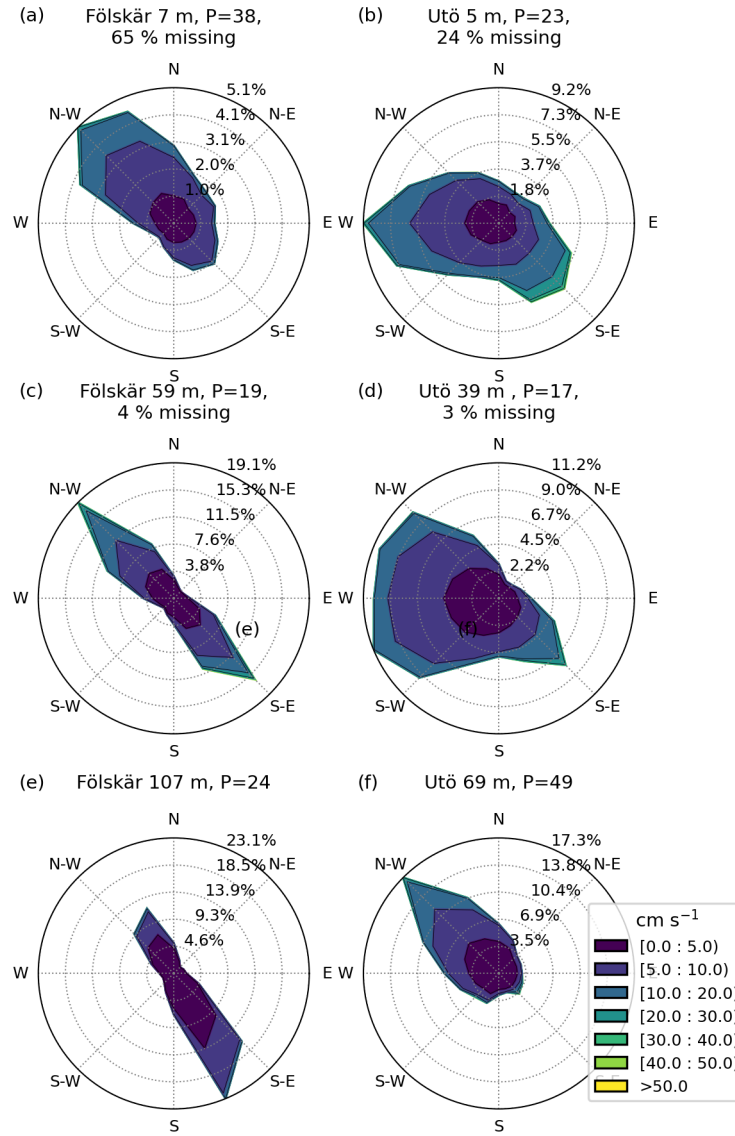 (a) Fölskär 7 m, P=38,
65 % missing
N
5.1%
4.1%
N-W N-E
3.1%
2.0%
1.0%
W E
S-W S-E
S
(b) Utö 5 m, P=23,
24 % missing
N
9.2%
7.3%
N-W N-E
5.5%
3.7%
1.8%
W E
S-W S-E
S
(c) Fölskär 59 m, P=19,
4 % missing
N
19.1%
15.3%
N-W N-E
11.5%
7.6%
3.8%
W E
(e)
S-W S-E
S
(d) Utö 39 m , P=17,
3 % missing
N
11.2%
9.0%
N-W N-E
6.7%
4.5%
2.2%
W E
(f)
S-W S-E
S
(e) Fölskär 107 m, P=24
N
23.1%
18.5%
N-W N-E
13.9%
9.3%
4.6%
W E
S-W S-E
S
(f) Utö 69 m, P=49
N
17.3%
13.8%
N-W N-E
10.4%
6.9%
3.5%
W E
S-W S-E
S
cm s⁻¹
[0.0 : 5.0)
[5.0 : 10.0)
[10.0 : 20.0)
[20.0 : 30.0)
[30.0 : 40.0)
[40.0 : 50.0)
>50.0